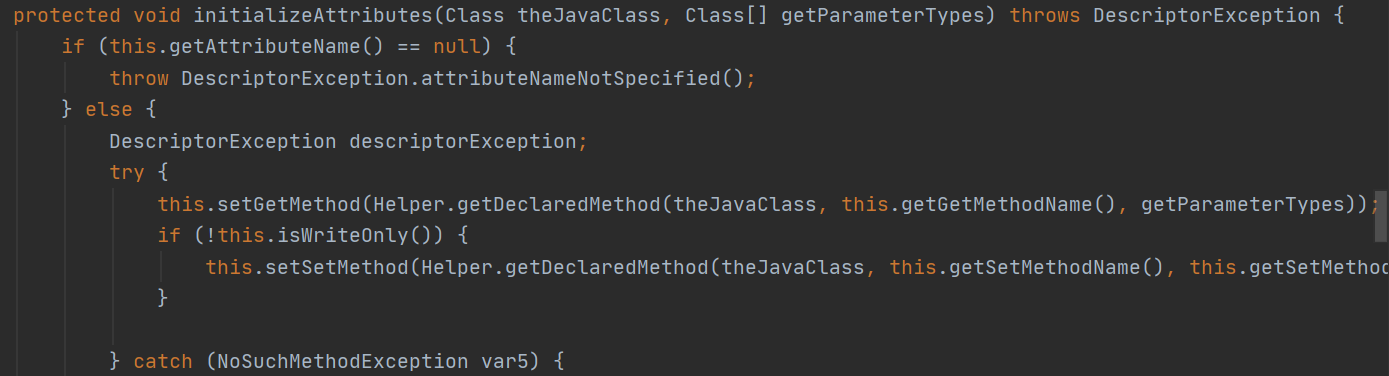 protected void initializeAttributes(Class theJavaClass, Class[] getParameterTypes) throws DescriptorException {
if (this.getAttributeName() == null) {
throw DescriptorException.attributeNameNotSpecified();
} else {
DescriptorException descriptorException;
try {
this.setGetMethod(Helper.getDeclaredMethod(theJavaClass, this.getGetMethodName(), getParameterTypes));
if (!this.isWriteOnly()) {
this.setSetMethod(Helper.getDeclaredMethod(theJavaClass, this.getSetMethodName(), this.getSetMethod
}
} catch (NoSuchMethodException var5) {